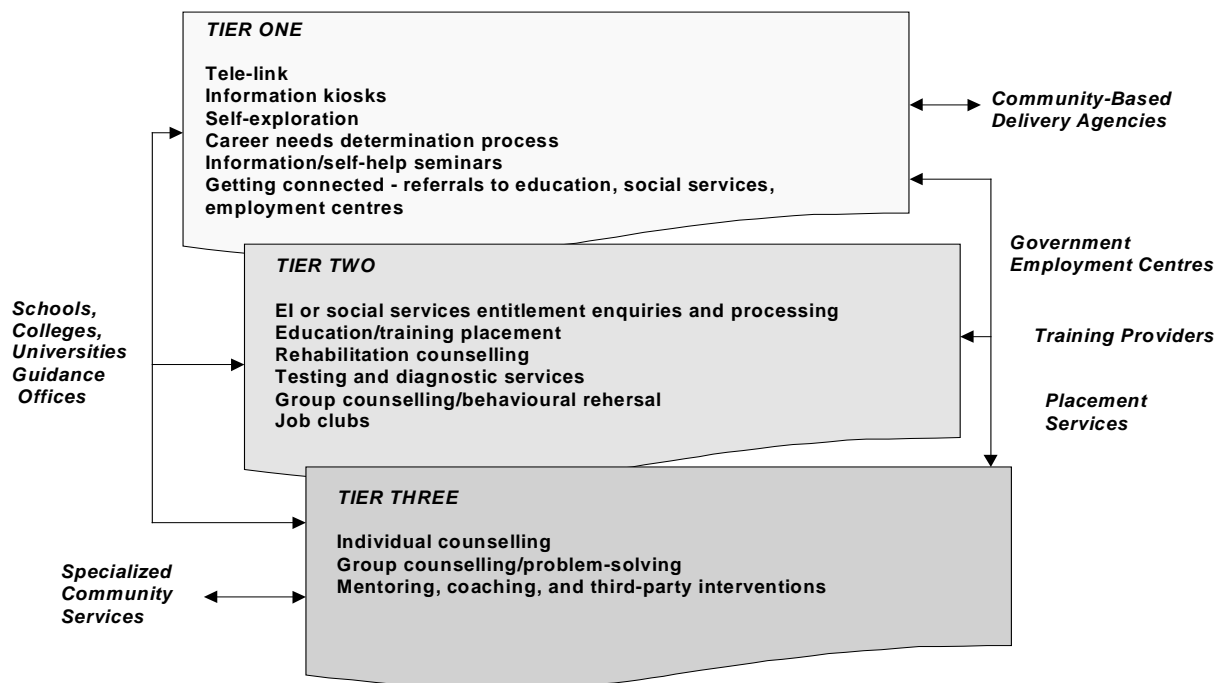 TIER ONE
Tele-link
Information kiosks
Self-exploration
Career needs determination process
Information/self-help seminars
Getting connected - referrals to education, social services,
employment centres
Community-Based
Delivery Agencies
TIER TWO
EI or social services entitlement enquiries and processing
Education/training placement
Rehabilitation counselling
Testing and diagnostic services
Group counselling/behavioural rehersal
Job clubs
Schools,
Colleges,
Universities
Guidance
Offices
Government
Employment Centres
Training Providers
Placement
Services
TIER THREE
Individual counselling
Group counselling/problem-solving
Mentoring, coaching, and third-party interventions
Specialized
Community
Services